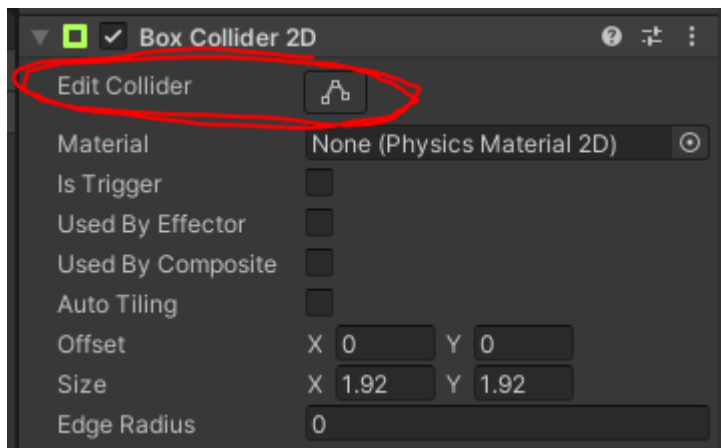 Box Collider 2D
Edit Collider
Material None (Physics Material 2D)
Is Trigger
Used By Effector
Used By Composite
Auto Tiling
Offset X 0 Y 0
Size X 1.92 Y 1.92
Edge Radius 0